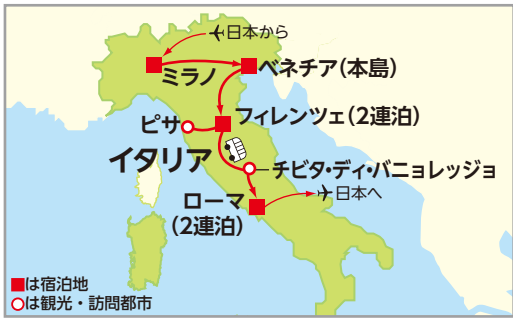 日本から
ミラノ
ベネチア(本島)
ピサ
フィレンツェ(2連泊)
イタリア
チビタ・ディ・バニョレッジョ
ローマ
(2連泊)
日本へ
■は宿泊地
○は観光・訪問都市